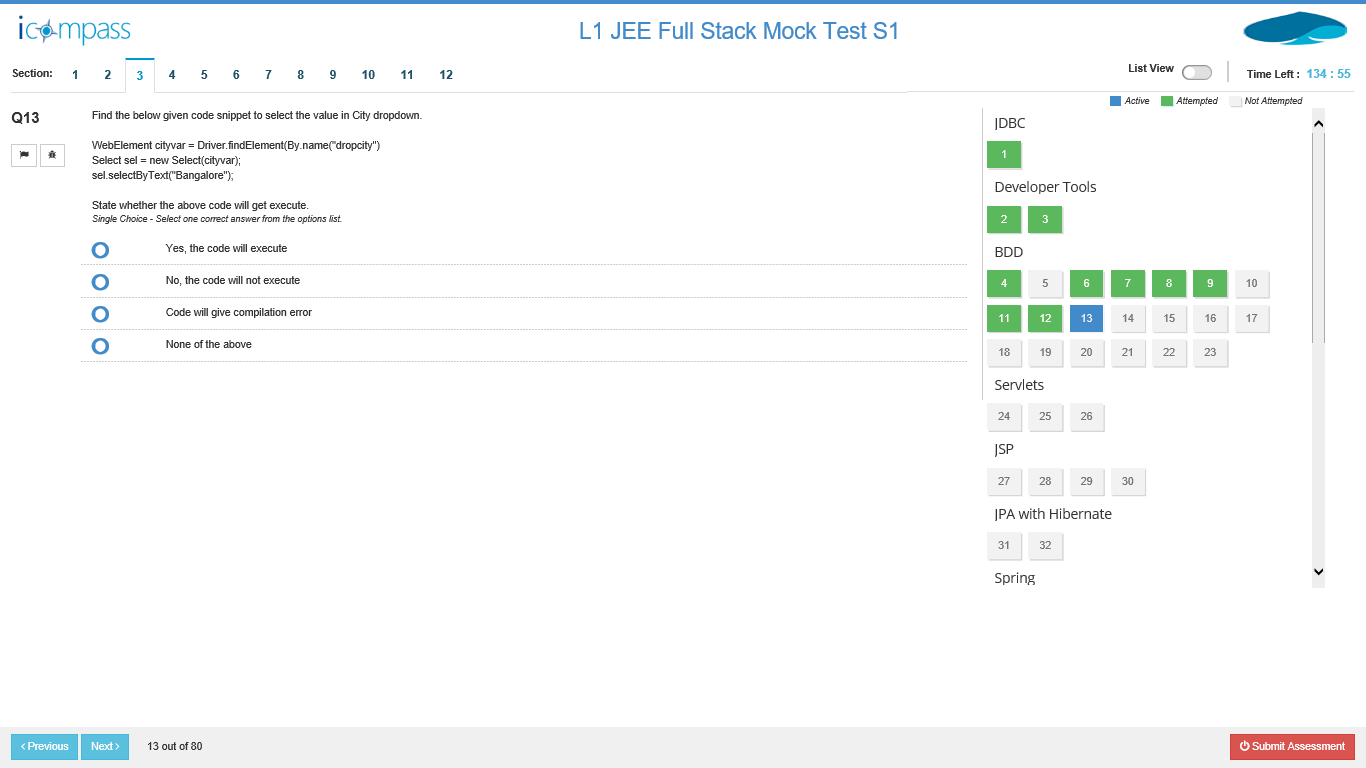 icompass
L1 JEE Full Stack Mock Test S1
Section: 1 2 3 4 5 6 7 8 9 10 11 12
List View
Time Left : 134 : 55
Active Attempted Not Attempted
Q13
Find the below given code snippet to select the value in City dropdown.
WebElement cityvar = Driver.findElement(By.name("dropcity")
Select sel = new Select(cityvar);
sel.selectByText("Bangalore");
State whether the above code will get execute.
Single Choice - Select one correct answer from the options list.
Yes, the code will execute
No, the code will not execute
Code will give compilation error
None of the above
JDBC
1
Developer Tools
2 3
BDD
4 5 6 7 8 9 10
11 12 13 14 15 16 17
18 19 20 21 22 23
Servlets
24 25 26
JSP
27 28 29 30
JPA with Hibernate
31 32
Spring
Previous Next 13 out of 80
Submit Assessment